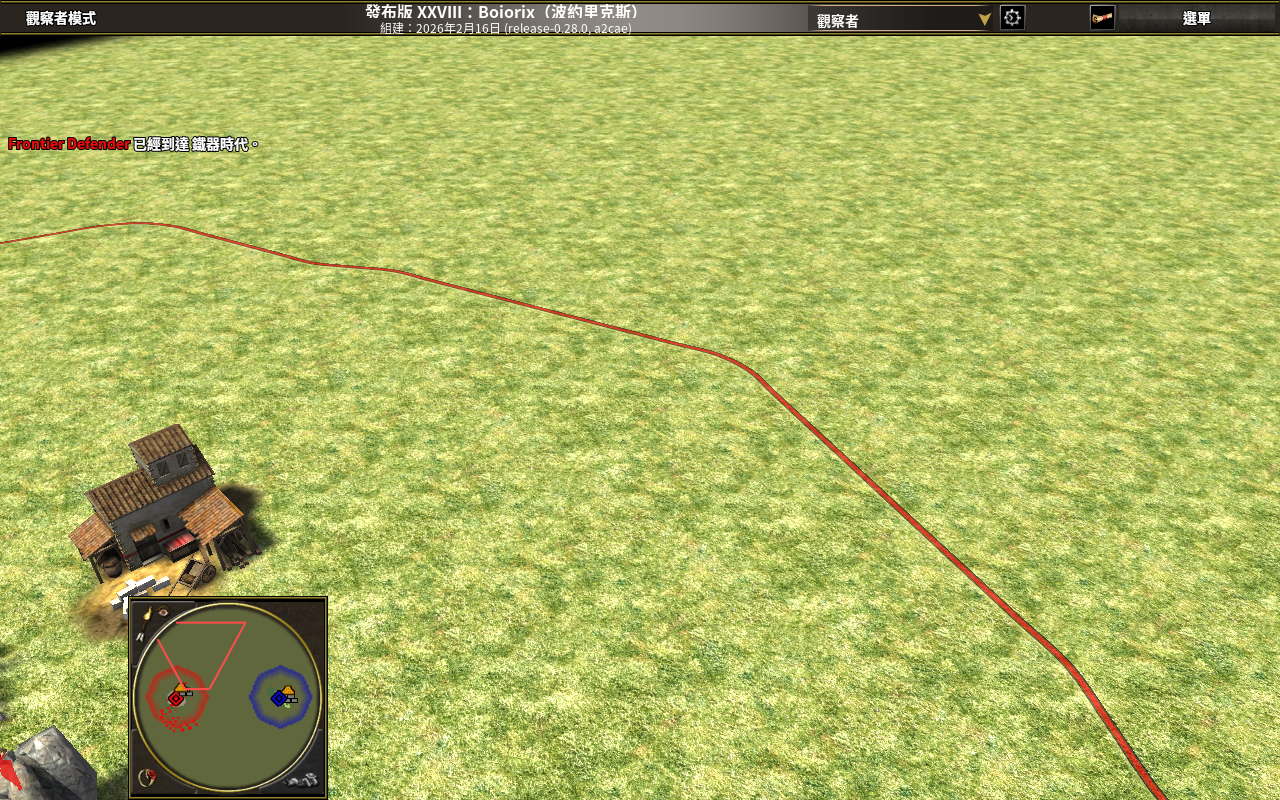 觀察者模式
發布版 XXVIII：Boiorix（波約里克斯）
組建：2026年2月16日 (release-0.28.0, a2cae)
觀察者
選單
Frontier Defender 已經到達 鐵器時代。